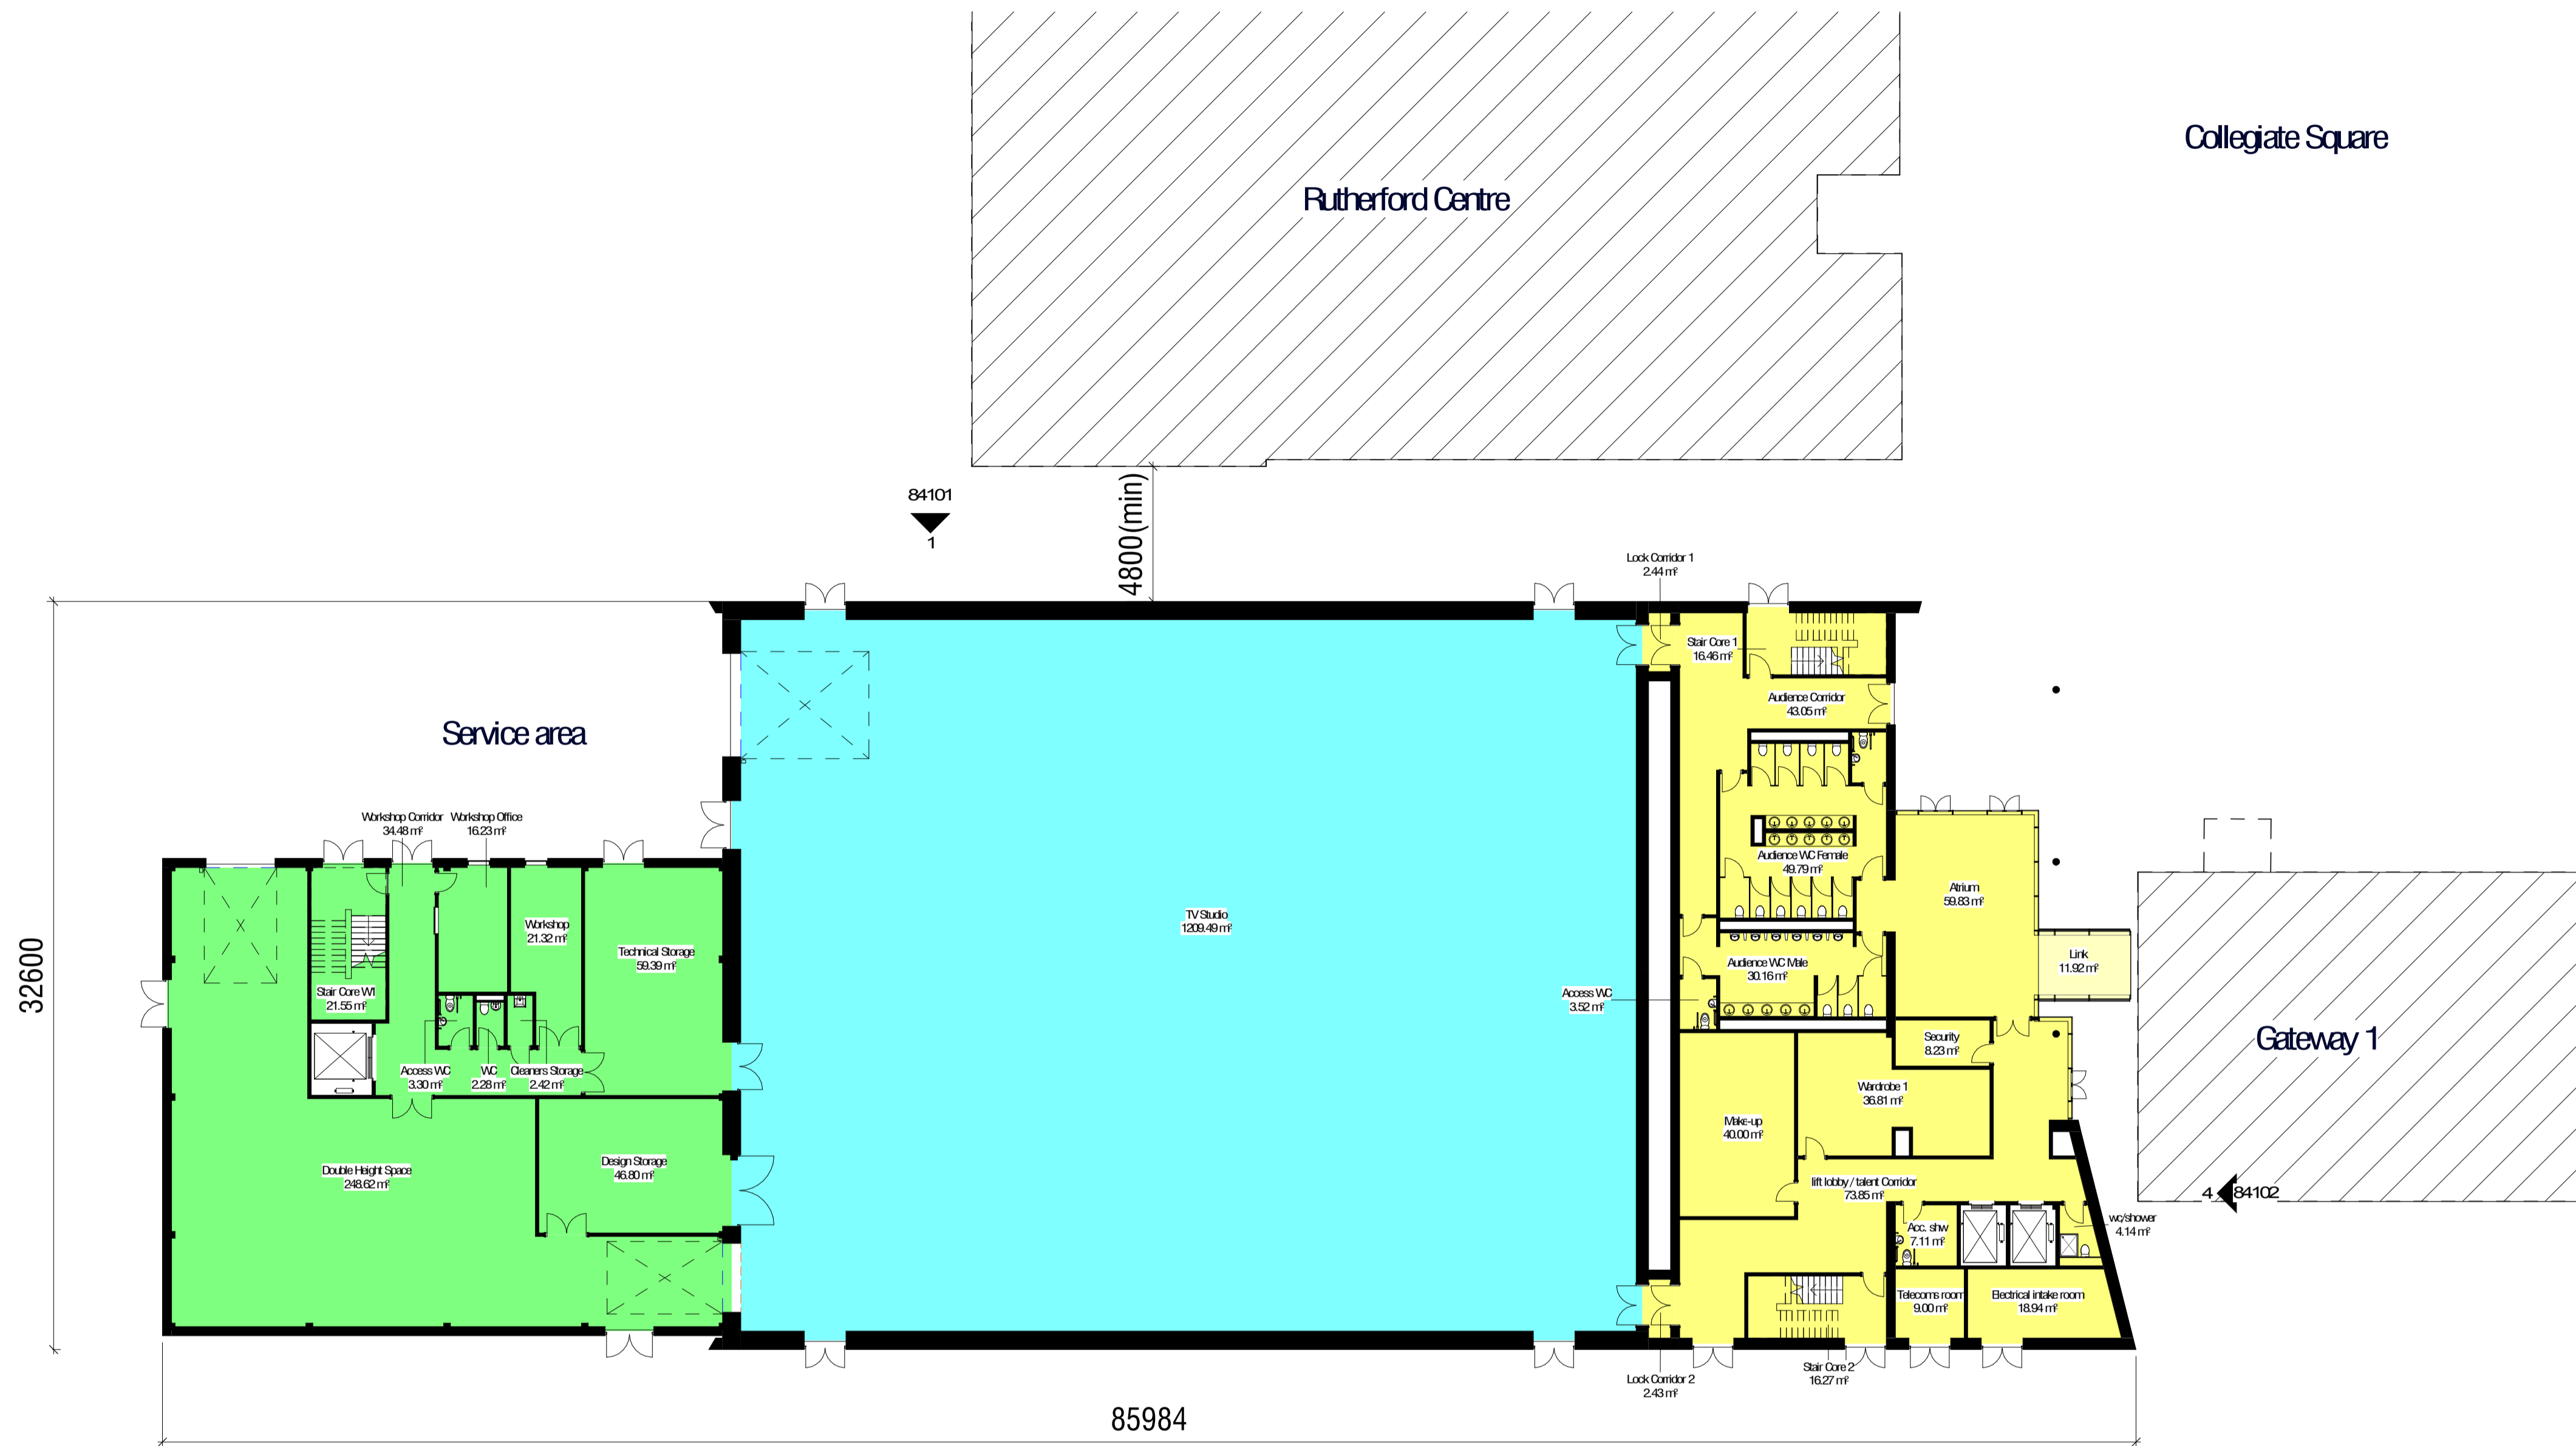 Collegiate Square
Rutherford Centre
84101
1
4800(min)
Lock Corridor 1
2.44 m²
Stair Core 1
16.46 m²
Audience Corridor
43.05 m²
Service area
Workshop Corridor
34.48 m²
Workshop Office
16.23 m²
Audience WC Female
49.79 m²
Atrium
59.83 m²
TV Studio
1209.49 m²
Workshop
21.32 m²
Technical Storage
59.39 m²
Link
11.92 m²
Audience WC Male
30.16 m²
32600
Stair Core W1
21.55 m²
Access WC
3.52 m²
Gateway 1
Security
8.23 m²
Access WC
3.30 m²
WC
2.28 m²
Cleaners Storage
2.42 m²
Wardrobe 1
36.81 m²
Make-up
40.00 m²
Design Storage
46.80 m²
Double Height Space
248.62 m²
lift lobby / talent Corridor
73.85 m²
4
84102
wc/shower
4.14 m²
Acc. shw
7.11 m²
Telecoms room
9.00 m²
Electrical intake room
18.94 m²
Stair Core 2
16.27 m²
Lock Corridor 2
2.43 m²
85984